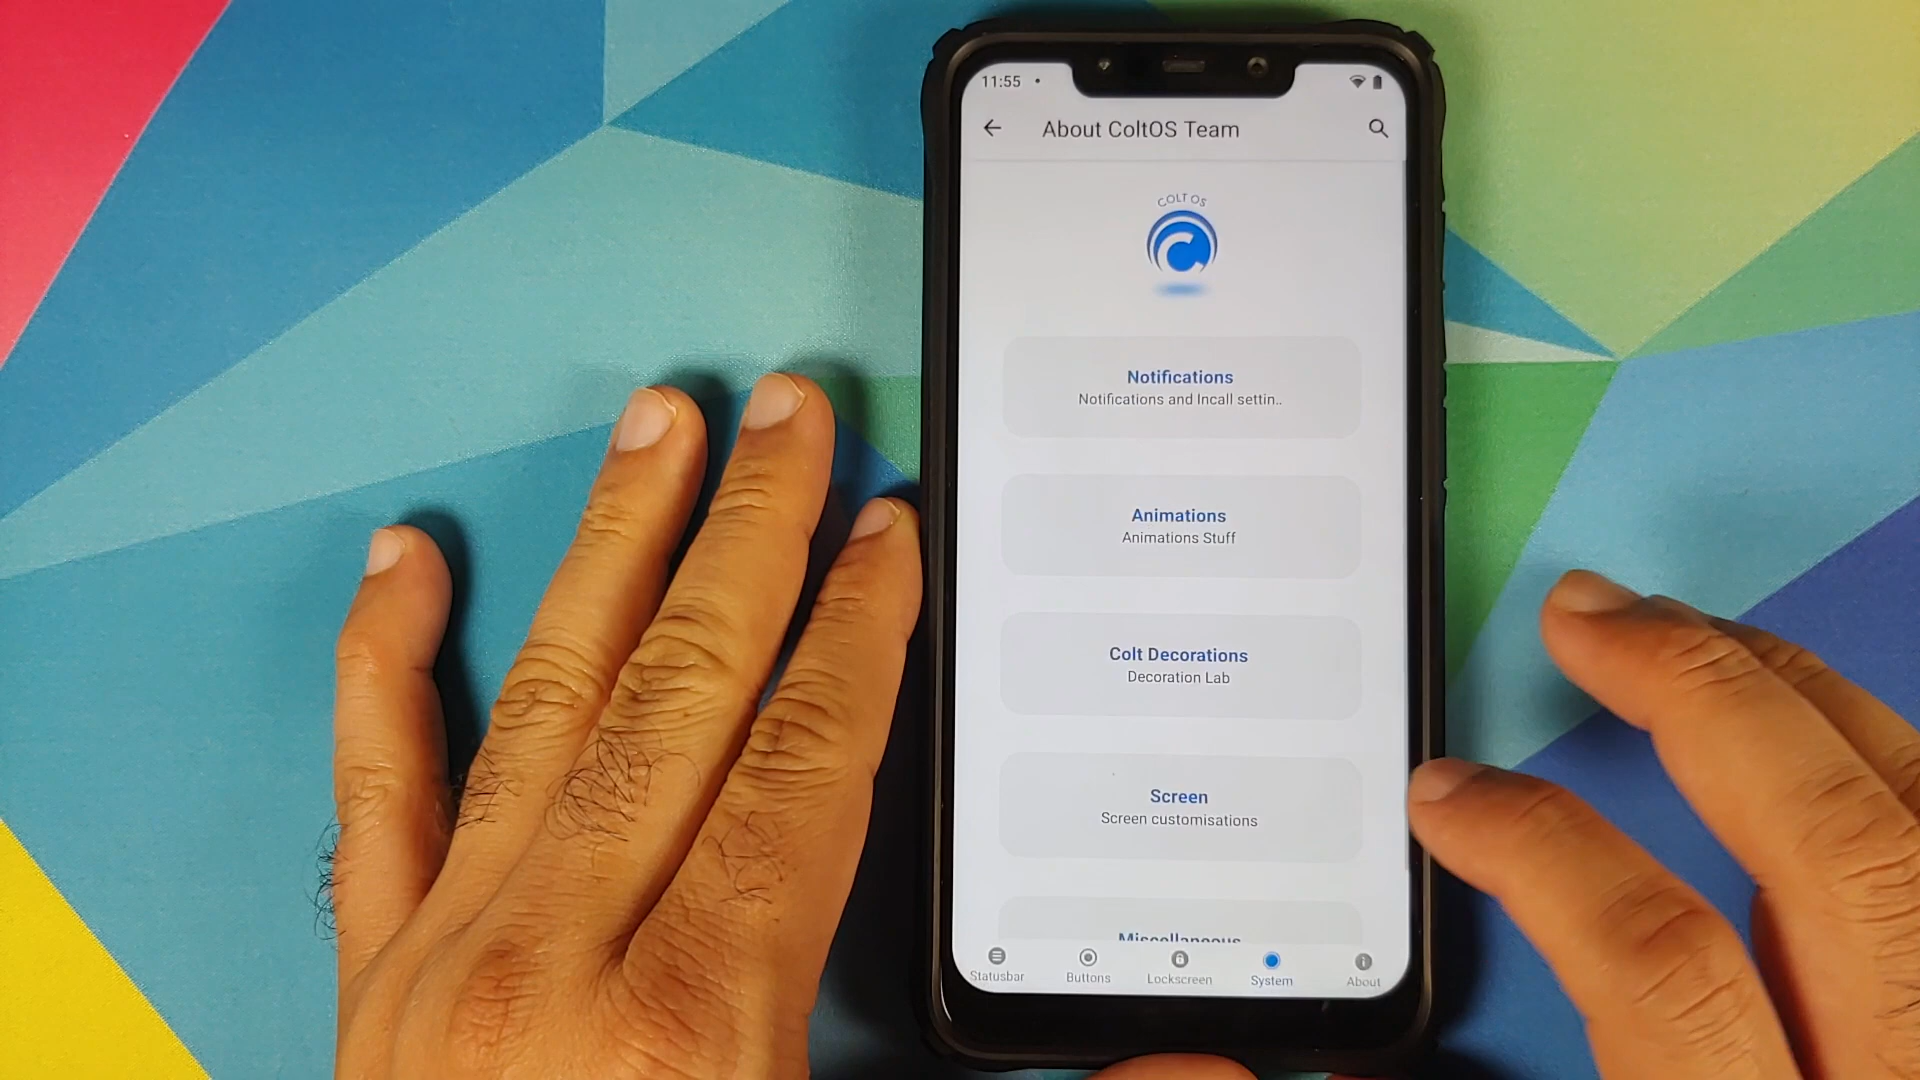 11:55
About ColtOS Team
COLT OS
Notifications
Notifications and Incall settin..
Animations
Animations Stuff
Colt Decorations
Decoration Lab
Screen
Screen customisations
Miscellaneous
Statusbar
Buttons
Lockscreen
System
About